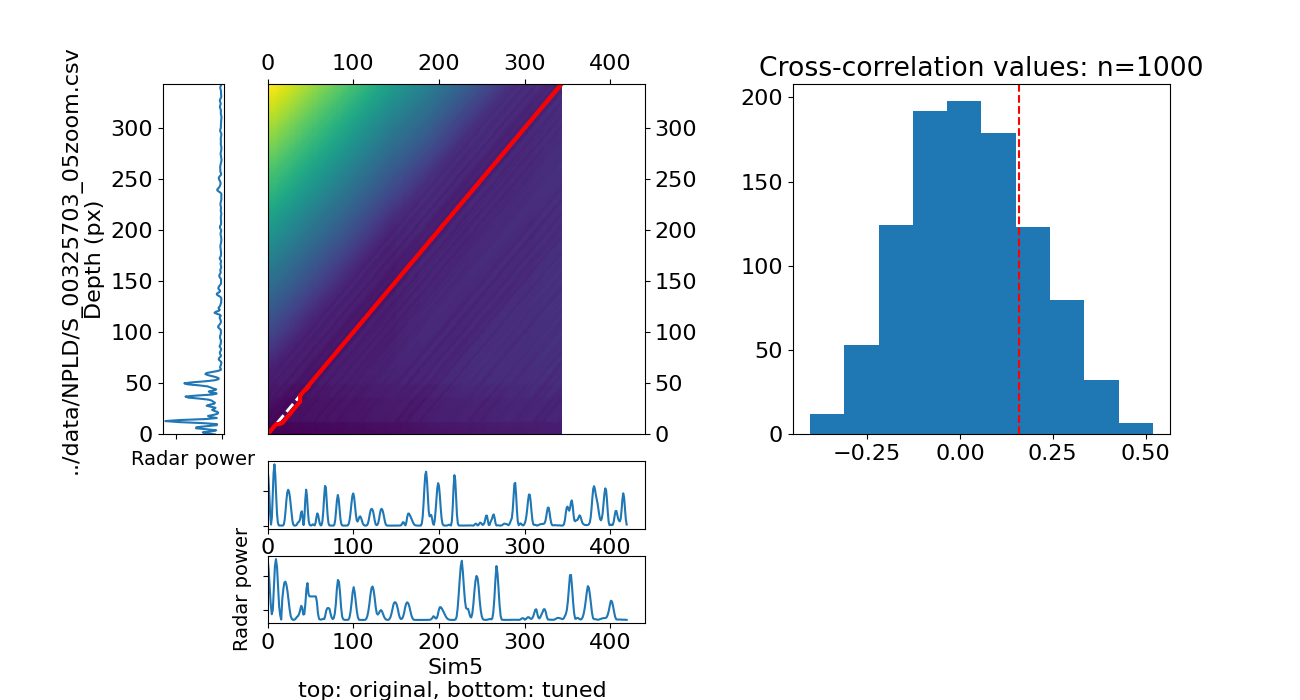 ../data/NPLD/S_00325703_05zoom.csv
Depth (px)
0
50
100
150
200
250
300
Radar power
0 100 200 300 400
0
50
100
150
200
250
300
0 100 200 300 400
Radar power
0 100 200 300 400
Sim5
top: original, bottom: tuned
Cross-correlation values: n=1000
200
150
100
50
0
−0.25 0.00 0.25 0.50